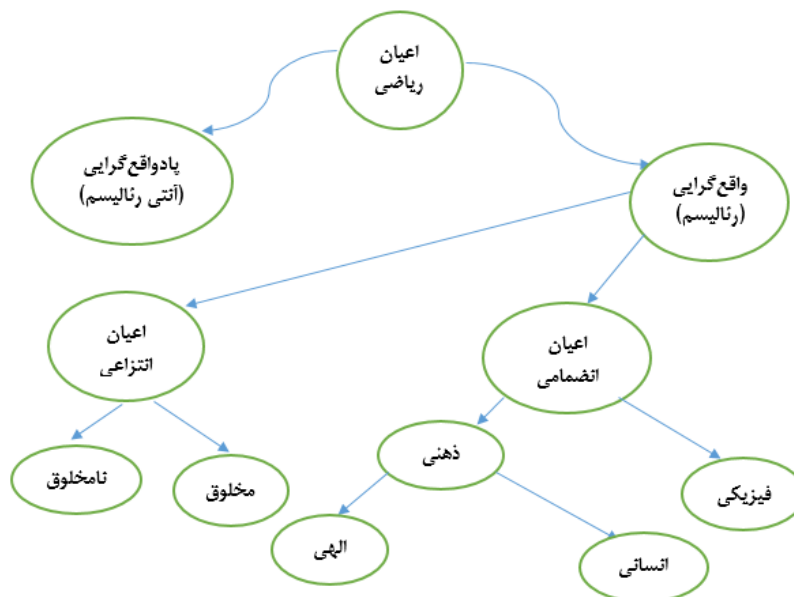 اعیان
ریاضی
واقع‌گرایی
(رئالیسم)
پادواقع‌گرایی
(آنتی رئالیسم)
اعیان
انضمامی
اعیان
انتزاعی
فیزیکی
ذهنی
مخلوق
نامخلوق
انسانی
الهی